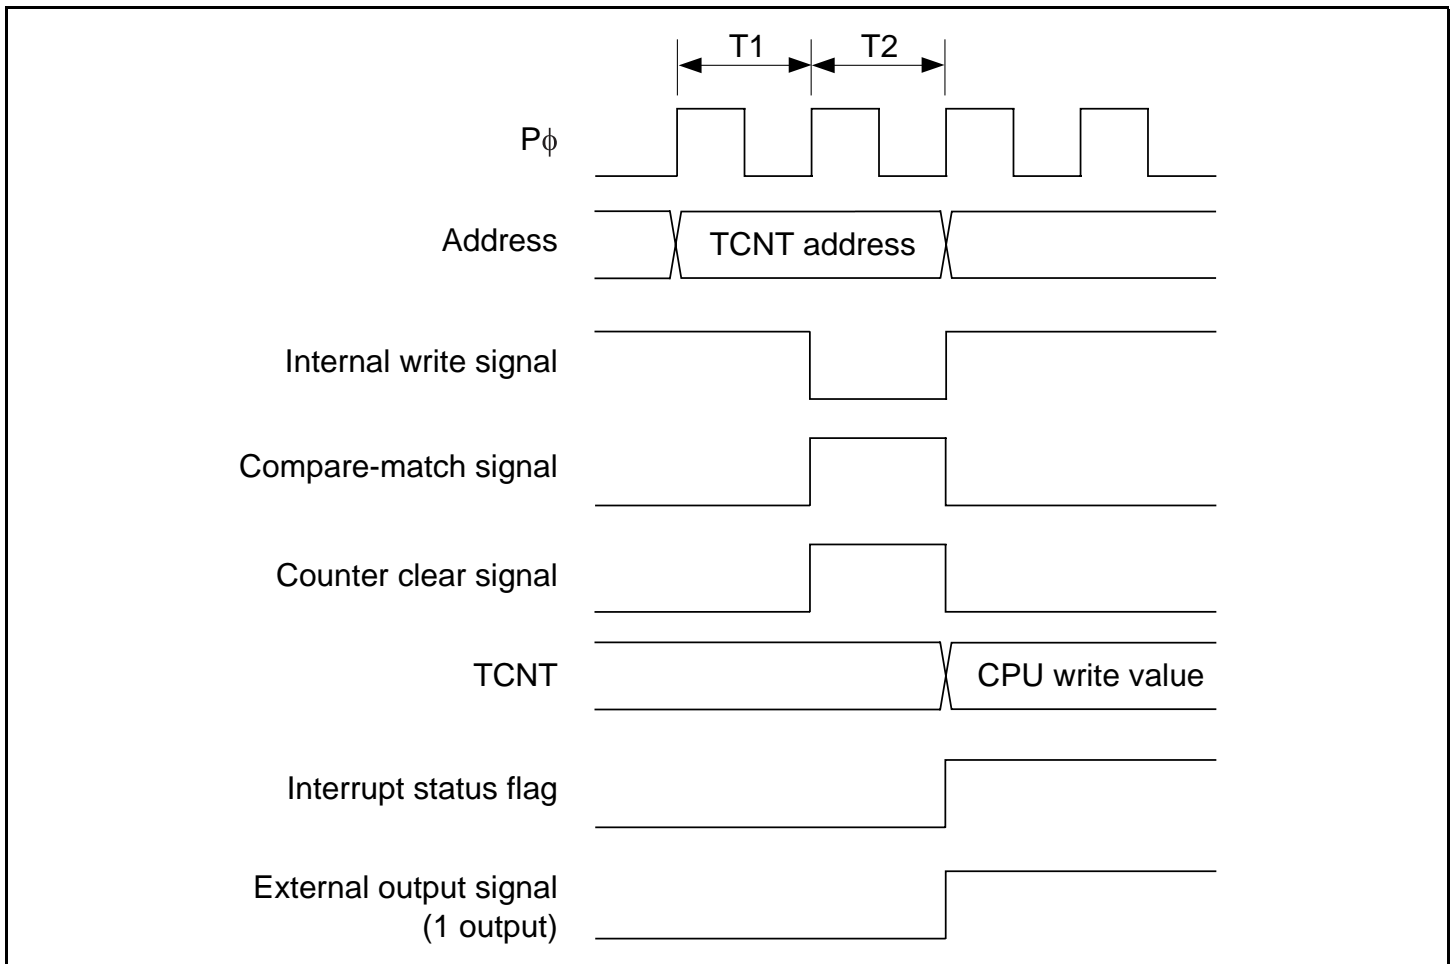 T1 T2
Pϕ
Address TCNT address
Internal write signal
Compare-match signal
Counter clear signal
TCNT CPU write value
Interrupt status flag
External output signal
(1 output)